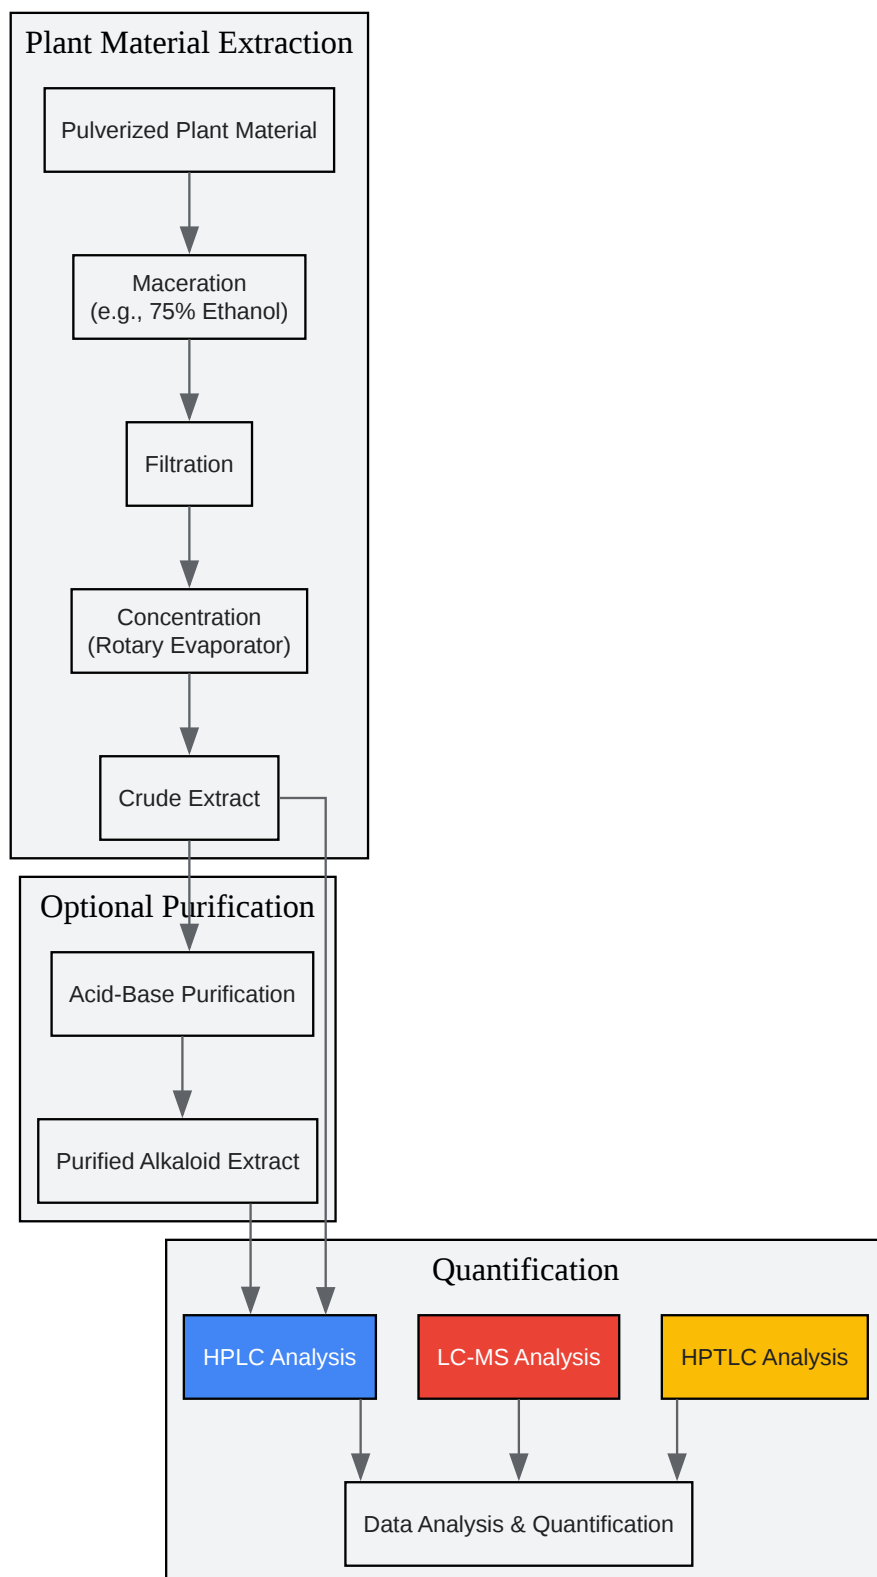 Plant Material Extraction
Pulverized Plant Material
Maceration
(e.g., 75% Ethanol)
Filtration
Concentration
(Rotary Evaporator)
Crude Extract
Optional Purification
Acid-Base Purification
Purified Alkaloid Extract
Quantification
HPLC Analysis
LC-MS Analysis
HPTLC Analysis
Data Analysis & Quantification